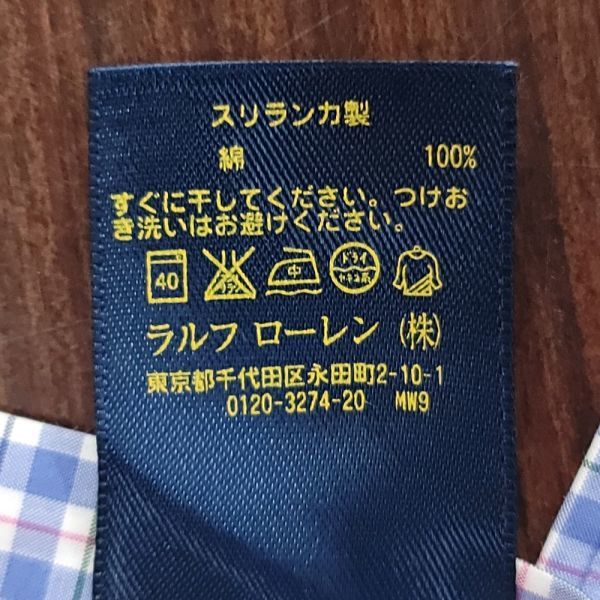 スリランカ製
綿 100%
すぐに干してください。つけお
き洗いはお避けください。
40 中 ドライ
ラルフ ローレン (株)
東京都千代田区永田町2-10-1
0120-3274-20 MW9